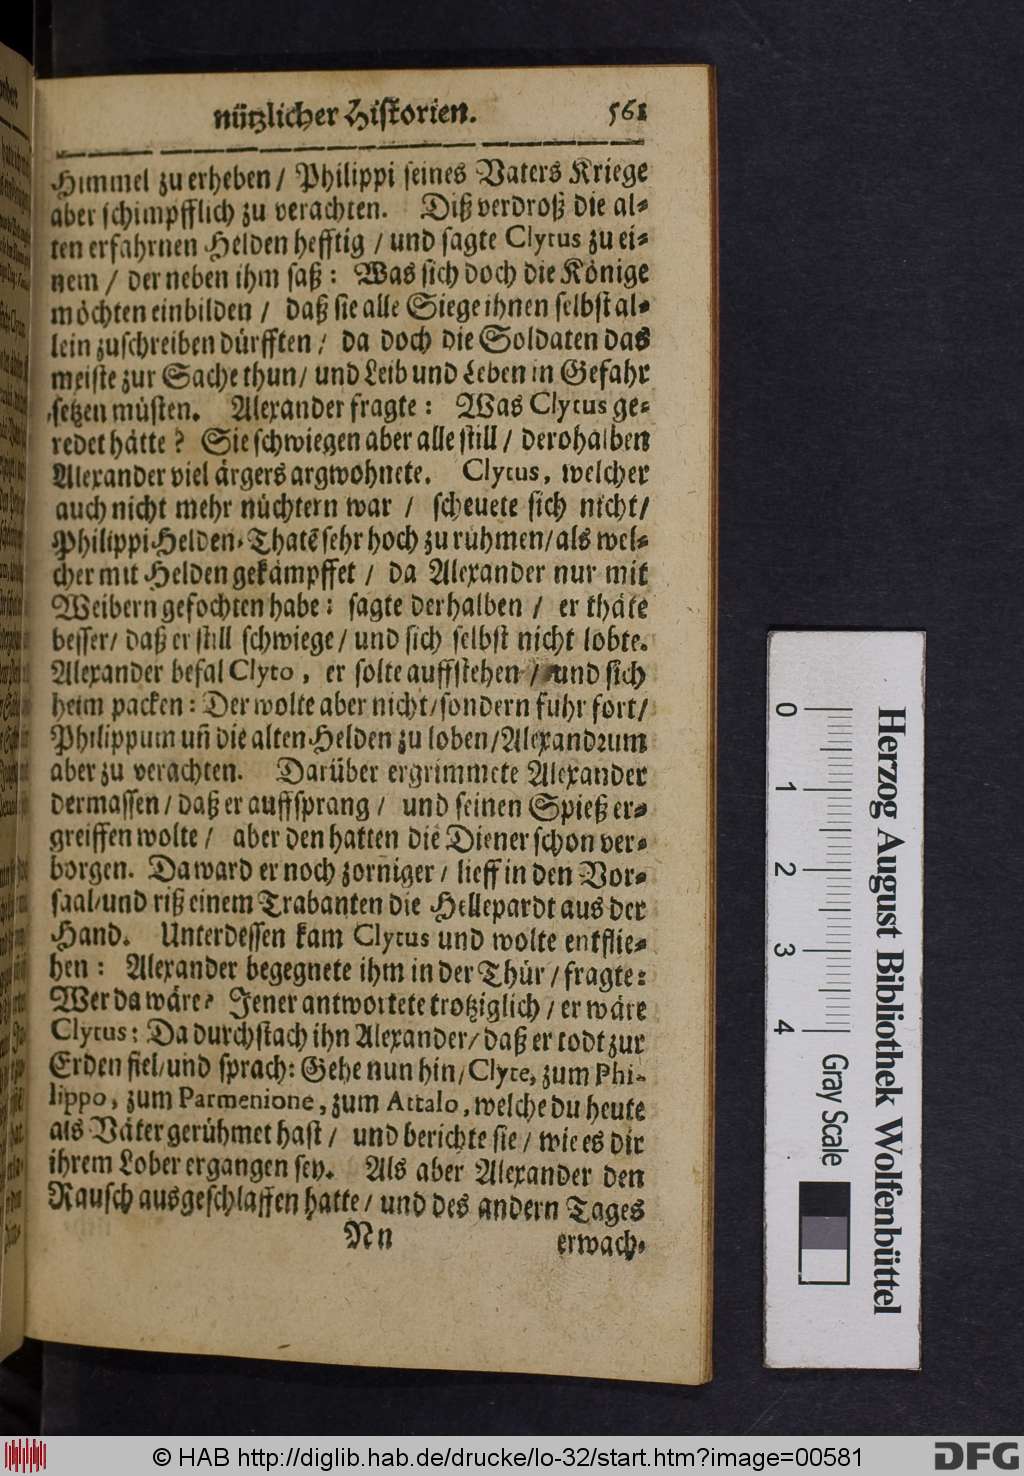 nützlicher Historien. 561
Himmel zu erheben / Philippi seines Vaters Kriege
aber schimpfflich zu verachten. Diß verdroß die al-
ten erfahrnen Helden hefftig / und sagte Clytus zu ei-
nem / der neben ihm saß: Was sich doch die Könige
möchten einbilden / daß sie alle Siege ihnen selbst al-
lein zuschreiben dürfften / da doch die Soldaten das
meiste zur Sache thun / und Leib und Leben in Gefahr
setzen müsten. Alexander fragte: Was Clytus ge-
redet hätte? Sie schwiegen aber alle still / derohalben
Alexander viel ärgers argwohnete. Clytus, welcher
auch nicht mehr nüchtern war / scheuete sich nicht /
Philippi Helden-Thatẽ sehr hoch zu rühmen / als wel-
cher mit Helden gekämpffet / da Alexander nur mit
Weibern gefochten habe: sagte derhalben / er thäte
besser / daß er still schwiege / und sich selbst nicht lobte.
Alexander befal Clyto, er solte auffstehen / und sich
heim packen: Der wolte aber nicht / sondern fuhr fort /
Philippum uñ die alten Helden zu loben / Alexandrum
aber zu verachten. Darüber ergrimmete Alexander
dermassen / daß er auffsprang / und seinen Spieß er-
greiffen wolte / aber den hatten die Diener schon ver-
borgen. Da ward er noch zorniger / lieff in den Vor-
saal / und riß einem Trabanten die Hellepardt aus der
Hand. Unterdessen kam Clytus und wolte entflie-
hen: Alexander begegnete ihm in der Thür / fragte:
Wer da wäre? Jener antwortete trotziglich / er wäre
Clytus: Da durchstach ihn Alexander / daß er todt zur
Erden fiel / und sprach: Gehe nun hin / Clyte, zum Phi-
lippo, zum Parmenione, zum Attalo, welche du heute
als Väter gerühmet hast / und berichte sie / wie es dir
ihrem Lober ergangen sey. Als aber Alexander den
Rausch ausgeschlaffen hatte / und des andern Tages
Nn erwach-
0 1 2 3 4
Gray Scale
Herzog August Bibliothek Wolfenbüttel
© HAB http://diglib.hab.de/drucke/lo-32/start.htm?image=00581
DFG